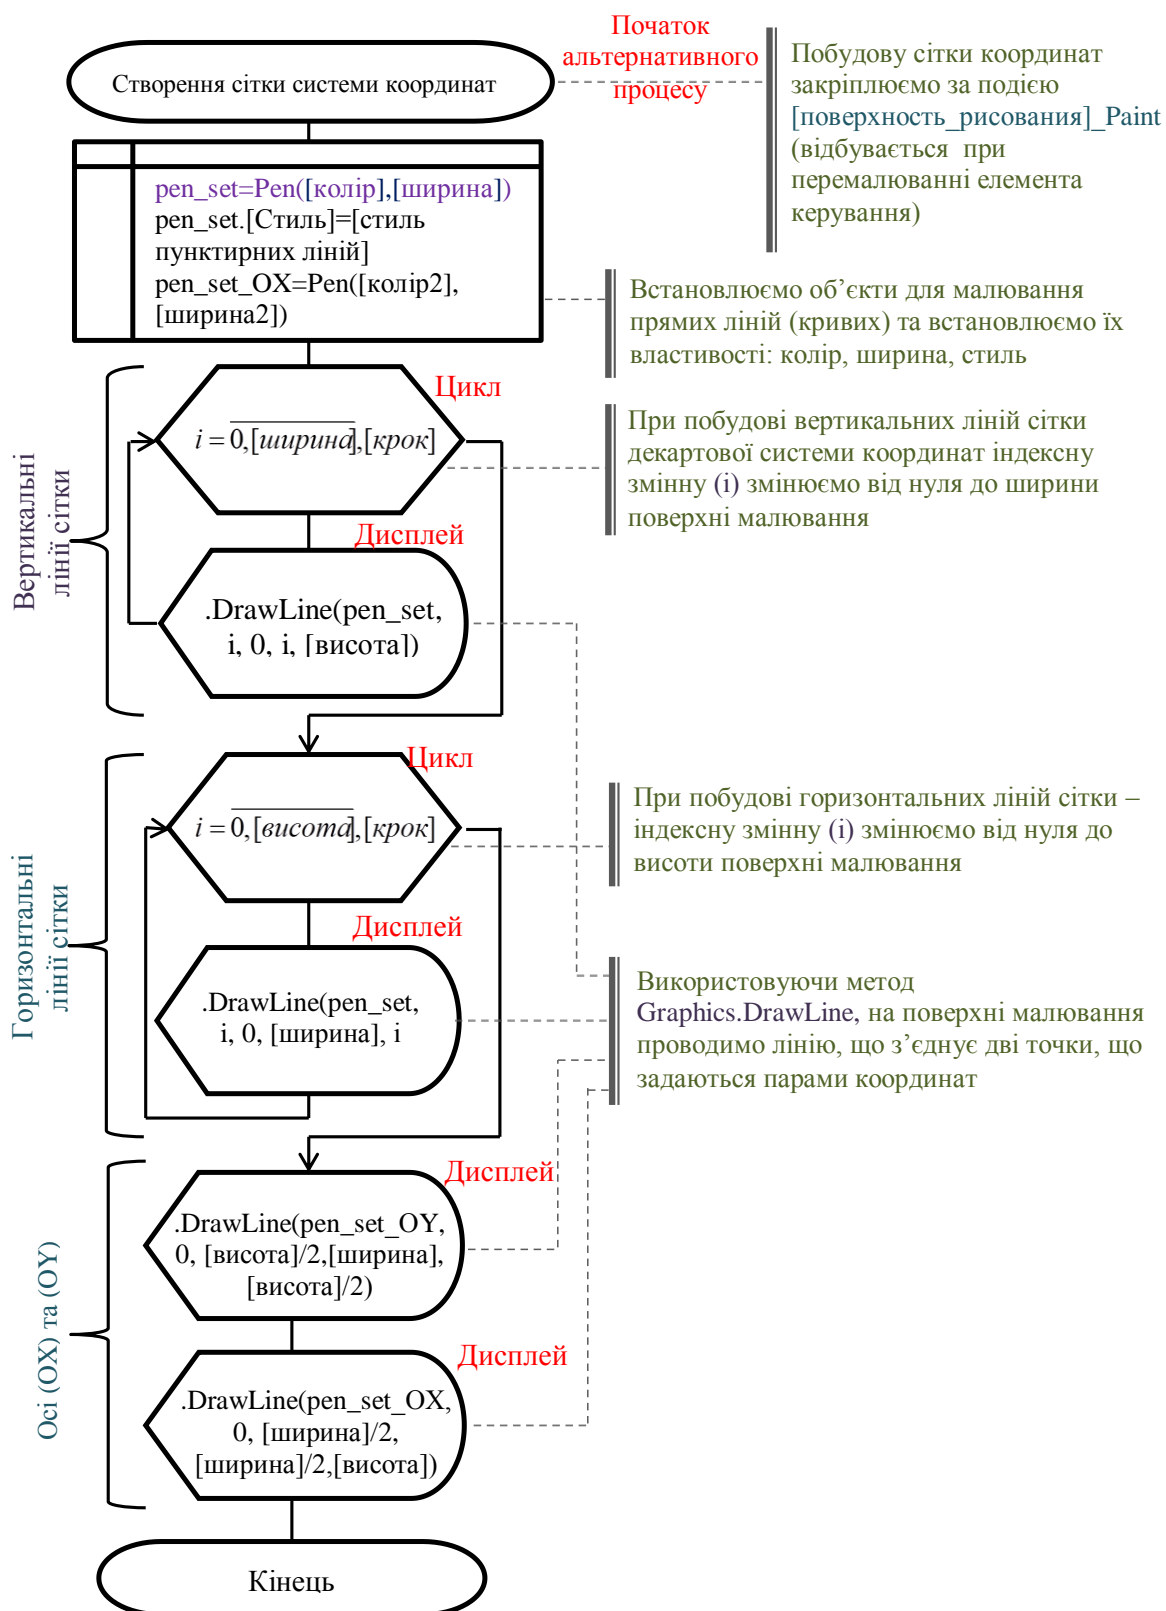 Початок
альтернативного
процесу
Створення сітки системи координат
Побудову сітки координат
закріплюємо за подією
[поверхность_рисования]_Paint
(відбувається при
перемалюванні елемента
керування)
pen_set=Pen([колір],[ширина])
pen_set.[Стиль]=[стиль
пунктирних ліній]
pen_set_OX=Pen([колір2],
[ширина2])
Встановлюємо об’єкти для малювання
прямих ліній (кривих) та встановлюємо їх
властивості: колір, ширина, стиль
Вертикальні
лінії сітки
Цикл
i = 0,[ширина],[крок]
При побудові вертикальних ліній сітки
декартової системи координат індексну
змінну (i) змінюємо від нуля до ширини
поверхні малювання
Дисплей
.DrawLine(pen_set,
i, 0, i, [висота])
Горизонтальні
лінії сітки
Цикл
i = 0,[висота],[крок]
При побудові горизонтальних ліній сітки –
індексну змінну (i) змінюємо від нуля до
висоти поверхні малювання
Дисплей
.DrawLine(pen_set,
i, 0, [ширина], i
Використовуючи метод
Graphics.DrawLine, на поверхні малювання
проводимо лінію, що з’єднує дві точки, що
задаються парами координат
Осі (OX) та (OY)
Дисплей
.DrawLine(pen_set_OY,
0, [висота]/2,[ширина],
[висота]/2)
Дисплей
.DrawLine(pen_set_OX,
0, [ширина]/2,
[ширина]/2,[висота])
Кінець